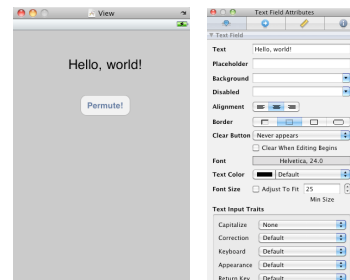 View
Hello, world!
Permute!
Text Field Attributes
Text Field
Text Hello, world!
Placeholder
Background
Disabled
Alignment
Border
Clear Button Never appears
Clear When Editing Begins
Font Helvetica, 24.0
Text Color Default
Font Size Adjust To Fit 25
Min Size
Text Input Traits
Capitalize None
Correction Default
Keyboard Default
Appearance Default
Return Key Default